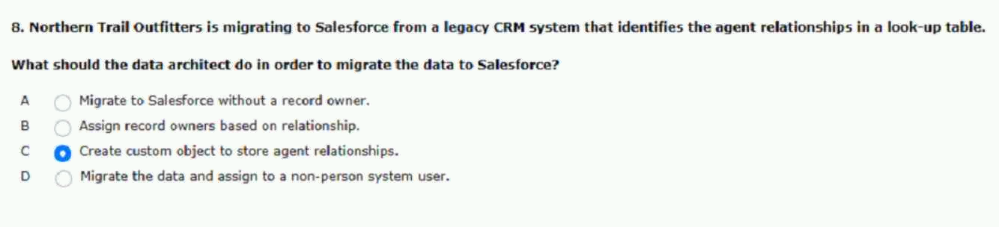 8. Northern Trail Outfitters is migrating to Salesforce from a legacy CRM system that identifies the agent relationships in a look-up table.
What should the data architect do in order to migrate the data to Salesforce?
A Migrate to Salesforce without a record owner.
B Assign record owners based on relationship.
C Create custom object to store agent relationships.
D Migrate the data and assign to a non-person system user.